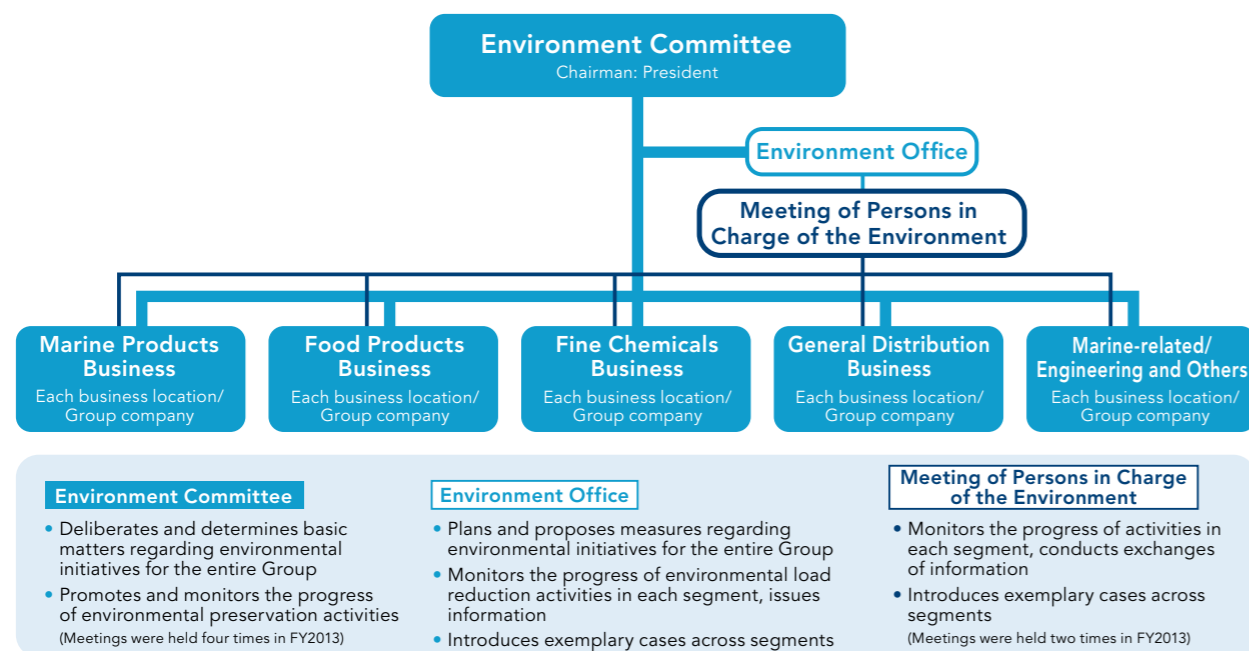 Environment Committee
Chairman: President
Environment Office
Meeting of Persons in
Charge of the Environment
Marine Products
Business
Each business location/
Group company
Food Products
Business
Each business location/
Group company
Fine Chemicals
Business
Each business location/
Group company
General Distribution
Business
Each business location/
Group company
Marine-related/
Engineering and Others
Each business location/
Group company
Environment Committee
• Deliberates and determines basic
matters regarding environmental
initiatives for the entire Group
• Promotes and monitors the progress
of environmental preservation activities
(Meetings were held four times in FY2013)
Environment Office
• Plans and proposes measures regarding
environmental initiatives for the entire Group
• Monitors the progress of environmental load
reduction activities in each segment, issues
information
• Introduces exemplary cases across segments
Meeting of Persons in Charge
of the Environment
• Monitors the progress of activities in
each segment, conducts exchanges
of information
• Introduces exemplary cases across
segments
(Meetings were held two times in FY2013)